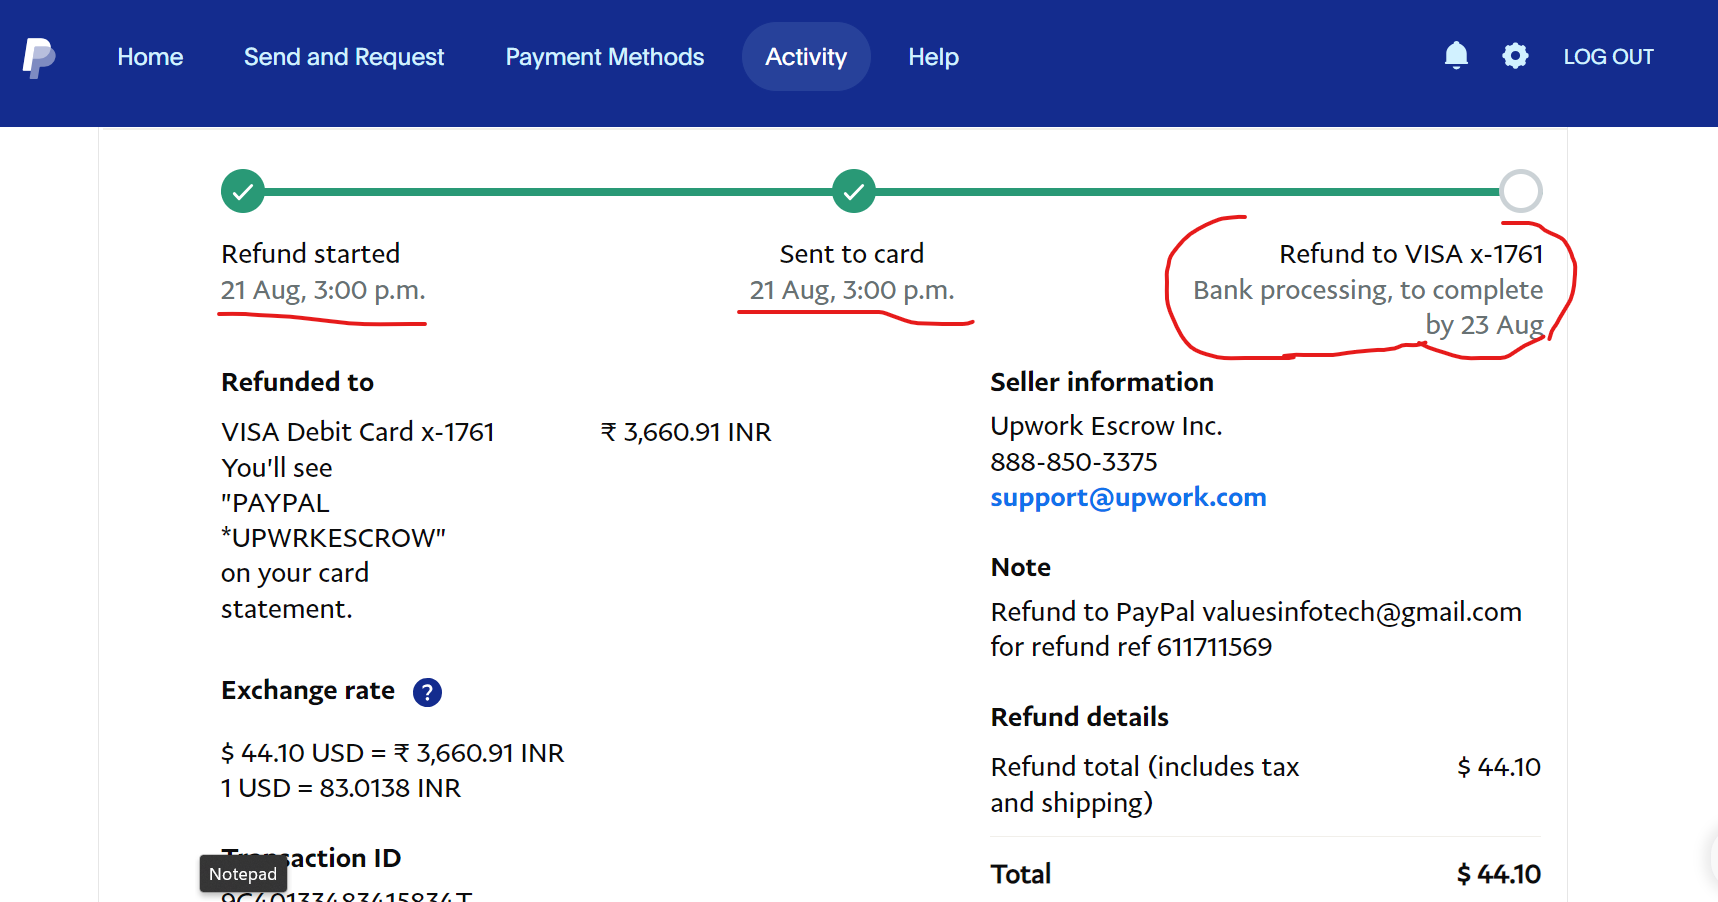 Home Send and Request Payment Methods Activity Help LOG OUT
Refund started
21 Aug, 3:00 p.m.
Sent to card
21 Aug, 3:00 p.m.
Refund to VISA x-1761
Bank processing, to complete
by 23 Aug
Refunded to
VISA Debit Card x-1761 ₹ 3,660.91 INR
You'll see
"PAYPAL
*UPWRKESCROW"
on your card
statement.
Exchange rate ?
$ 44.10 USD = ₹ 3,660.91 INR
1 USD = 83.0138 INR
Transaction ID
Notepad
Seller information
Upwork Escrow Inc.
888-850-3375
support@upwork.com
Note
Refund to PayPal valuesinfotech@gmail.com
for refund ref 611711569
Refund details
Refund total (includes tax $ 44.10
and shipping)
Total $ 44.10